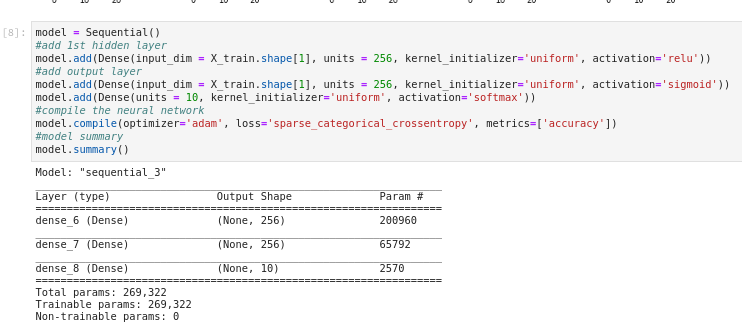 0 10 20 0 10 20 0 10 20 0 10 20 0 10 20
[8]: model = Sequential()
#add 1st hidden layer
model.add(Dense(input_dim = X_train.shape[1], units = 256, kernel_initializer='uniform', activation='relu'))
#add output layer
model.add(Dense(input_dim = X_train.shape[1], units = 256, kernel_initializer='uniform', activation='sigmoid'))
model.add(Dense(units = 10, kernel_initializer='uniform', activation='softmax'))
#compile the neural network
model.compile(optimizer='adam', loss='sparse_categorical_crossentropy', metrics=['accuracy'])
#model summary
model.summary()
Model: "sequential_3"
Layer (type) Output Shape Param #
dense_6 (Dense) (None, 256) 200960
dense_7 (Dense) (None, 256) 65792
dense_8 (Dense) (None, 10) 2570
Total params: 269,322
Trainable params: 269,322
Non-trainable params: 0